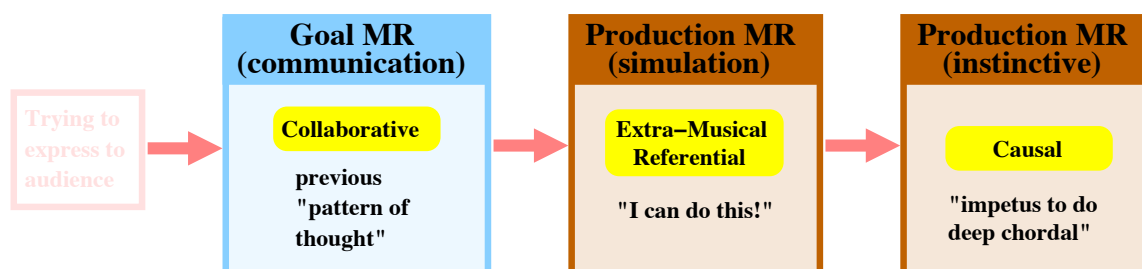 Trying to
express to
audience
Goal MR
(communication)
Collaborative
previous
"pattern of
thought"
Production MR
(simulation)
Extra−Musical
Referential
"I can do this!"
Production MR
(instinctive)
Causal
"impetus to do
deep chordal"